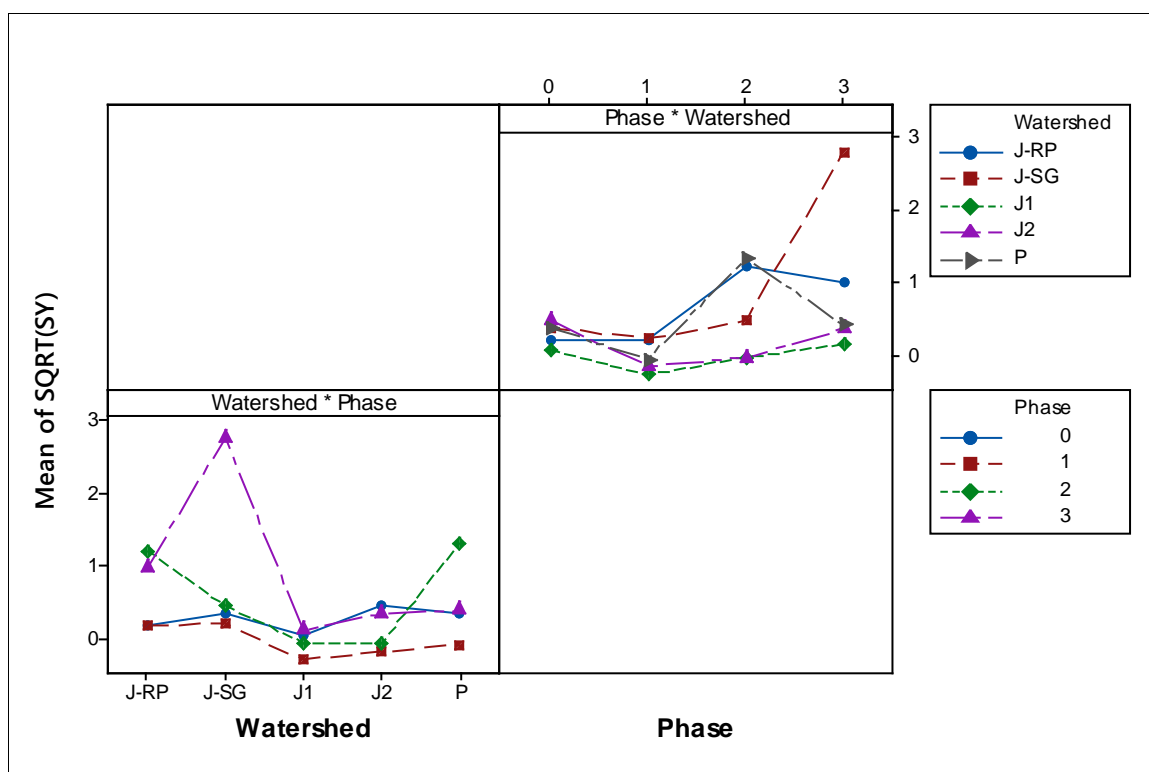 0 1 2 3
Phase * Watershed
3
2
1
0
Watershed
J-RP
J-SG
J1
J2
P
Mean of SQRT(SY)
Watershed * Phase
3
2
1
0
J-RP J-SG J1 J2 P
Watershed
Phase
Phase
0
1
2
3